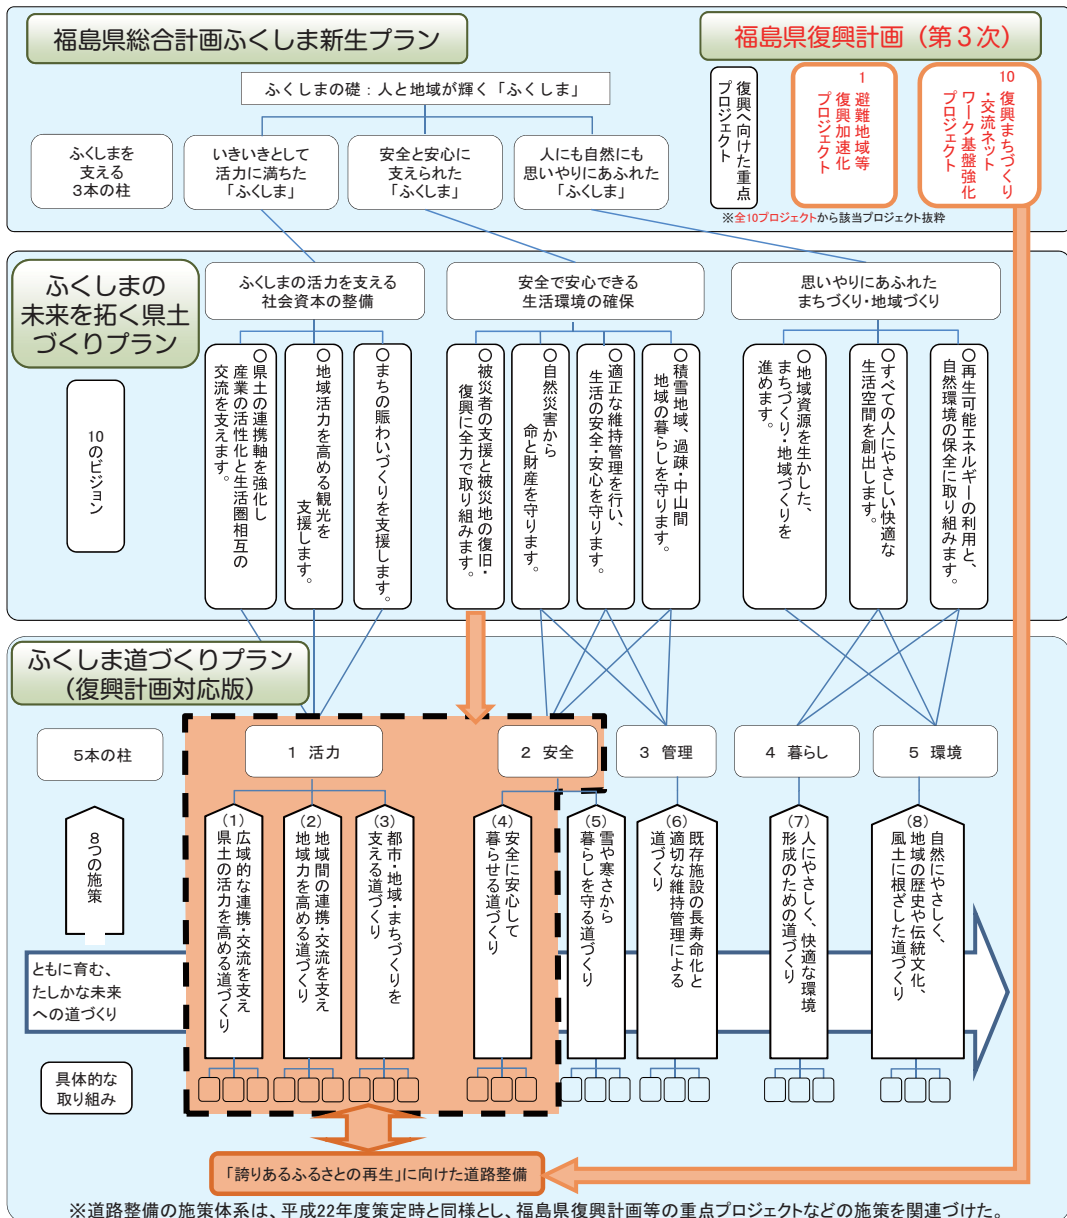 福島県総合計画ふくしま新生プラン
福島県復興計画（第３次）
ふくしまの礎：人と地域が輝く「ふくしま」
ふくしまを
支える
３本の柱
いきいきとして
活力に満ちた
「ふくしま」
安全と安心に
支えられた
「ふくしま」
人にも自然にも
思いやりにあふれた
「ふくしま」
復興へ向けた重点
プロジェクト
1
避難地域等
復興加速化
プロジェクト
10
復興まちづくり
・交流ネット
ワーク基盤強化
プロジェクト
※全10プロジェクトから該当プロジェクト抜粋
ふくしまの
未来を拓く県土
づくりプラン
ふくしまの活力を支える
社会資本の整備
安全で安心できる
生活環境の確保
思いやりにあふれた
まちづくり・地域づくり
10のビジョン
○県土の連携軸を強化し
産業の活性化と生活圏相互の
交流を支えます。
○地域活力を高める観光を
支援します。
○まちの賑わいづくりを支援します。
○被災者の支援と被災地の復旧・
復興に全力で取り組みます。
○自然災害から
命と財産を守ります。
○適正な維持管理を行い、
生活の安全・安心を守ります。
○積雪地域、過疎・中山間
地域の暮らしを守ります。
○地域資源を生かした、
まちづくり・地域づくりを
進めます。
○すべての人にやさしい快適な
生活空間を創出します。
○再生可能エネルギーの利用と、
自然環境の保全に取り組みます。
ふくしま道づくりプラン
（復興計画対応版）
５本の柱
１ 活力
２ 安全
３ 管理
４ 暮らし
５ 環境
８つの施策
(1)
広域的な連携・交流を支え
県土の活力を高める道づくり
(2)
地域間の連携・交流を支え
地域力を高める道づくり
(3)
都市・地域・まちづくりを
支える道づくり
(4)
安全に安心して
暮らせる道づくり
(5)
雪や寒さから
暮らしを守る道づくり
(6)
既存施設の長寿命化と
適切な維持管理による
道づくり
(7)
人にやさしく、快適な環境
形成のための道づくり
(8)
自然にやさしく、
地域の歴史や伝統文化、
風土に根ざした道づくり
ともに育む、
たしかな未来
への道づくり
具体的な
取り組み
「誇りあるふるさとの再生」に向けた道路整備
※道路整備の施策体系は、平成22年度策定時と同様とし、福島県復興計画等の重点プロジェクトなどの施策を関連づけた。